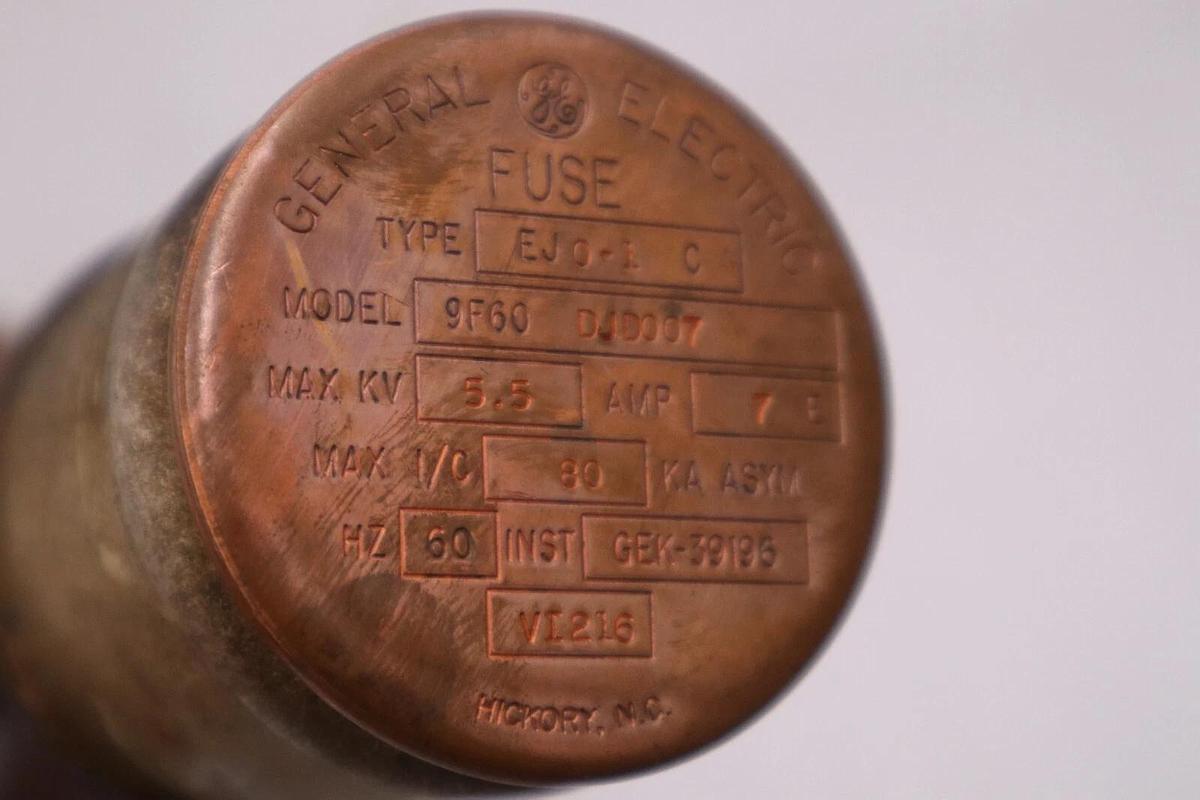 GENERAL GE ELECTRIC
FUSE
TYPE EJO-1 C
MODEL 9F60 DJD007
MAX KV 5.5 AMP 7 E
MAX I/C 80 KA ASYM
HZ 60 INST GEK-39196
VI216
HICKORY, N.C.